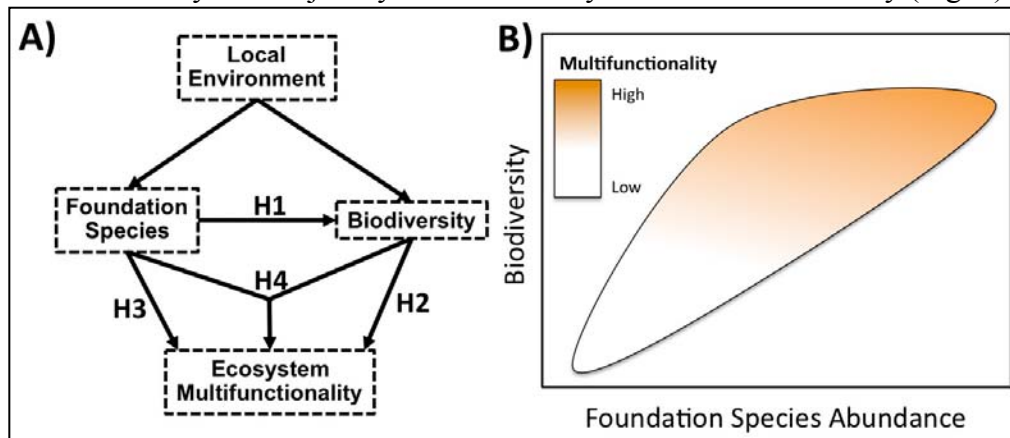 A)
Local
Environment
Foundation
Species
H1
Biodiversity
H3
H4
H2
Ecosystem
Multifunctionality
B)
Multifunctionality
High
Low
Biodiversity
Foundation Species Abundance